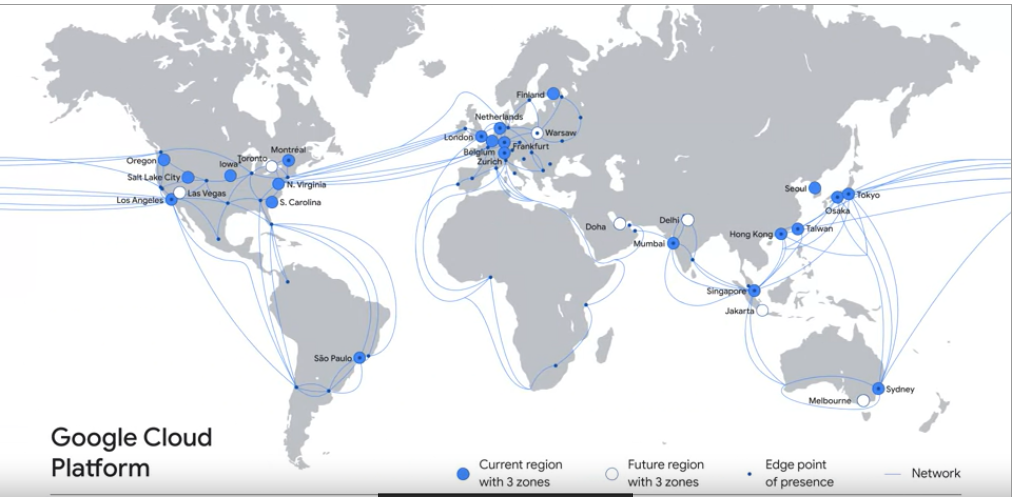 Finland
Netherlands
London
Warsaw
Frankfurt
Belgium
Zurich
Montréal
Toronto
Oregon
Iowa
Salt Lake City
N. Virginia
Las Vegas
Los Angeles
S. Carolina
Seoul
Tokyo
Osaka
Doha
Delhi
Taiwan
Hong Kong
Mumbai
Singapore
Jakarta
São Paulo
Sydney
Melbourne
Google Cloud
Platform
Current region
with 3 zones
Future region
with 3 zones
Edge point
of presence
Network